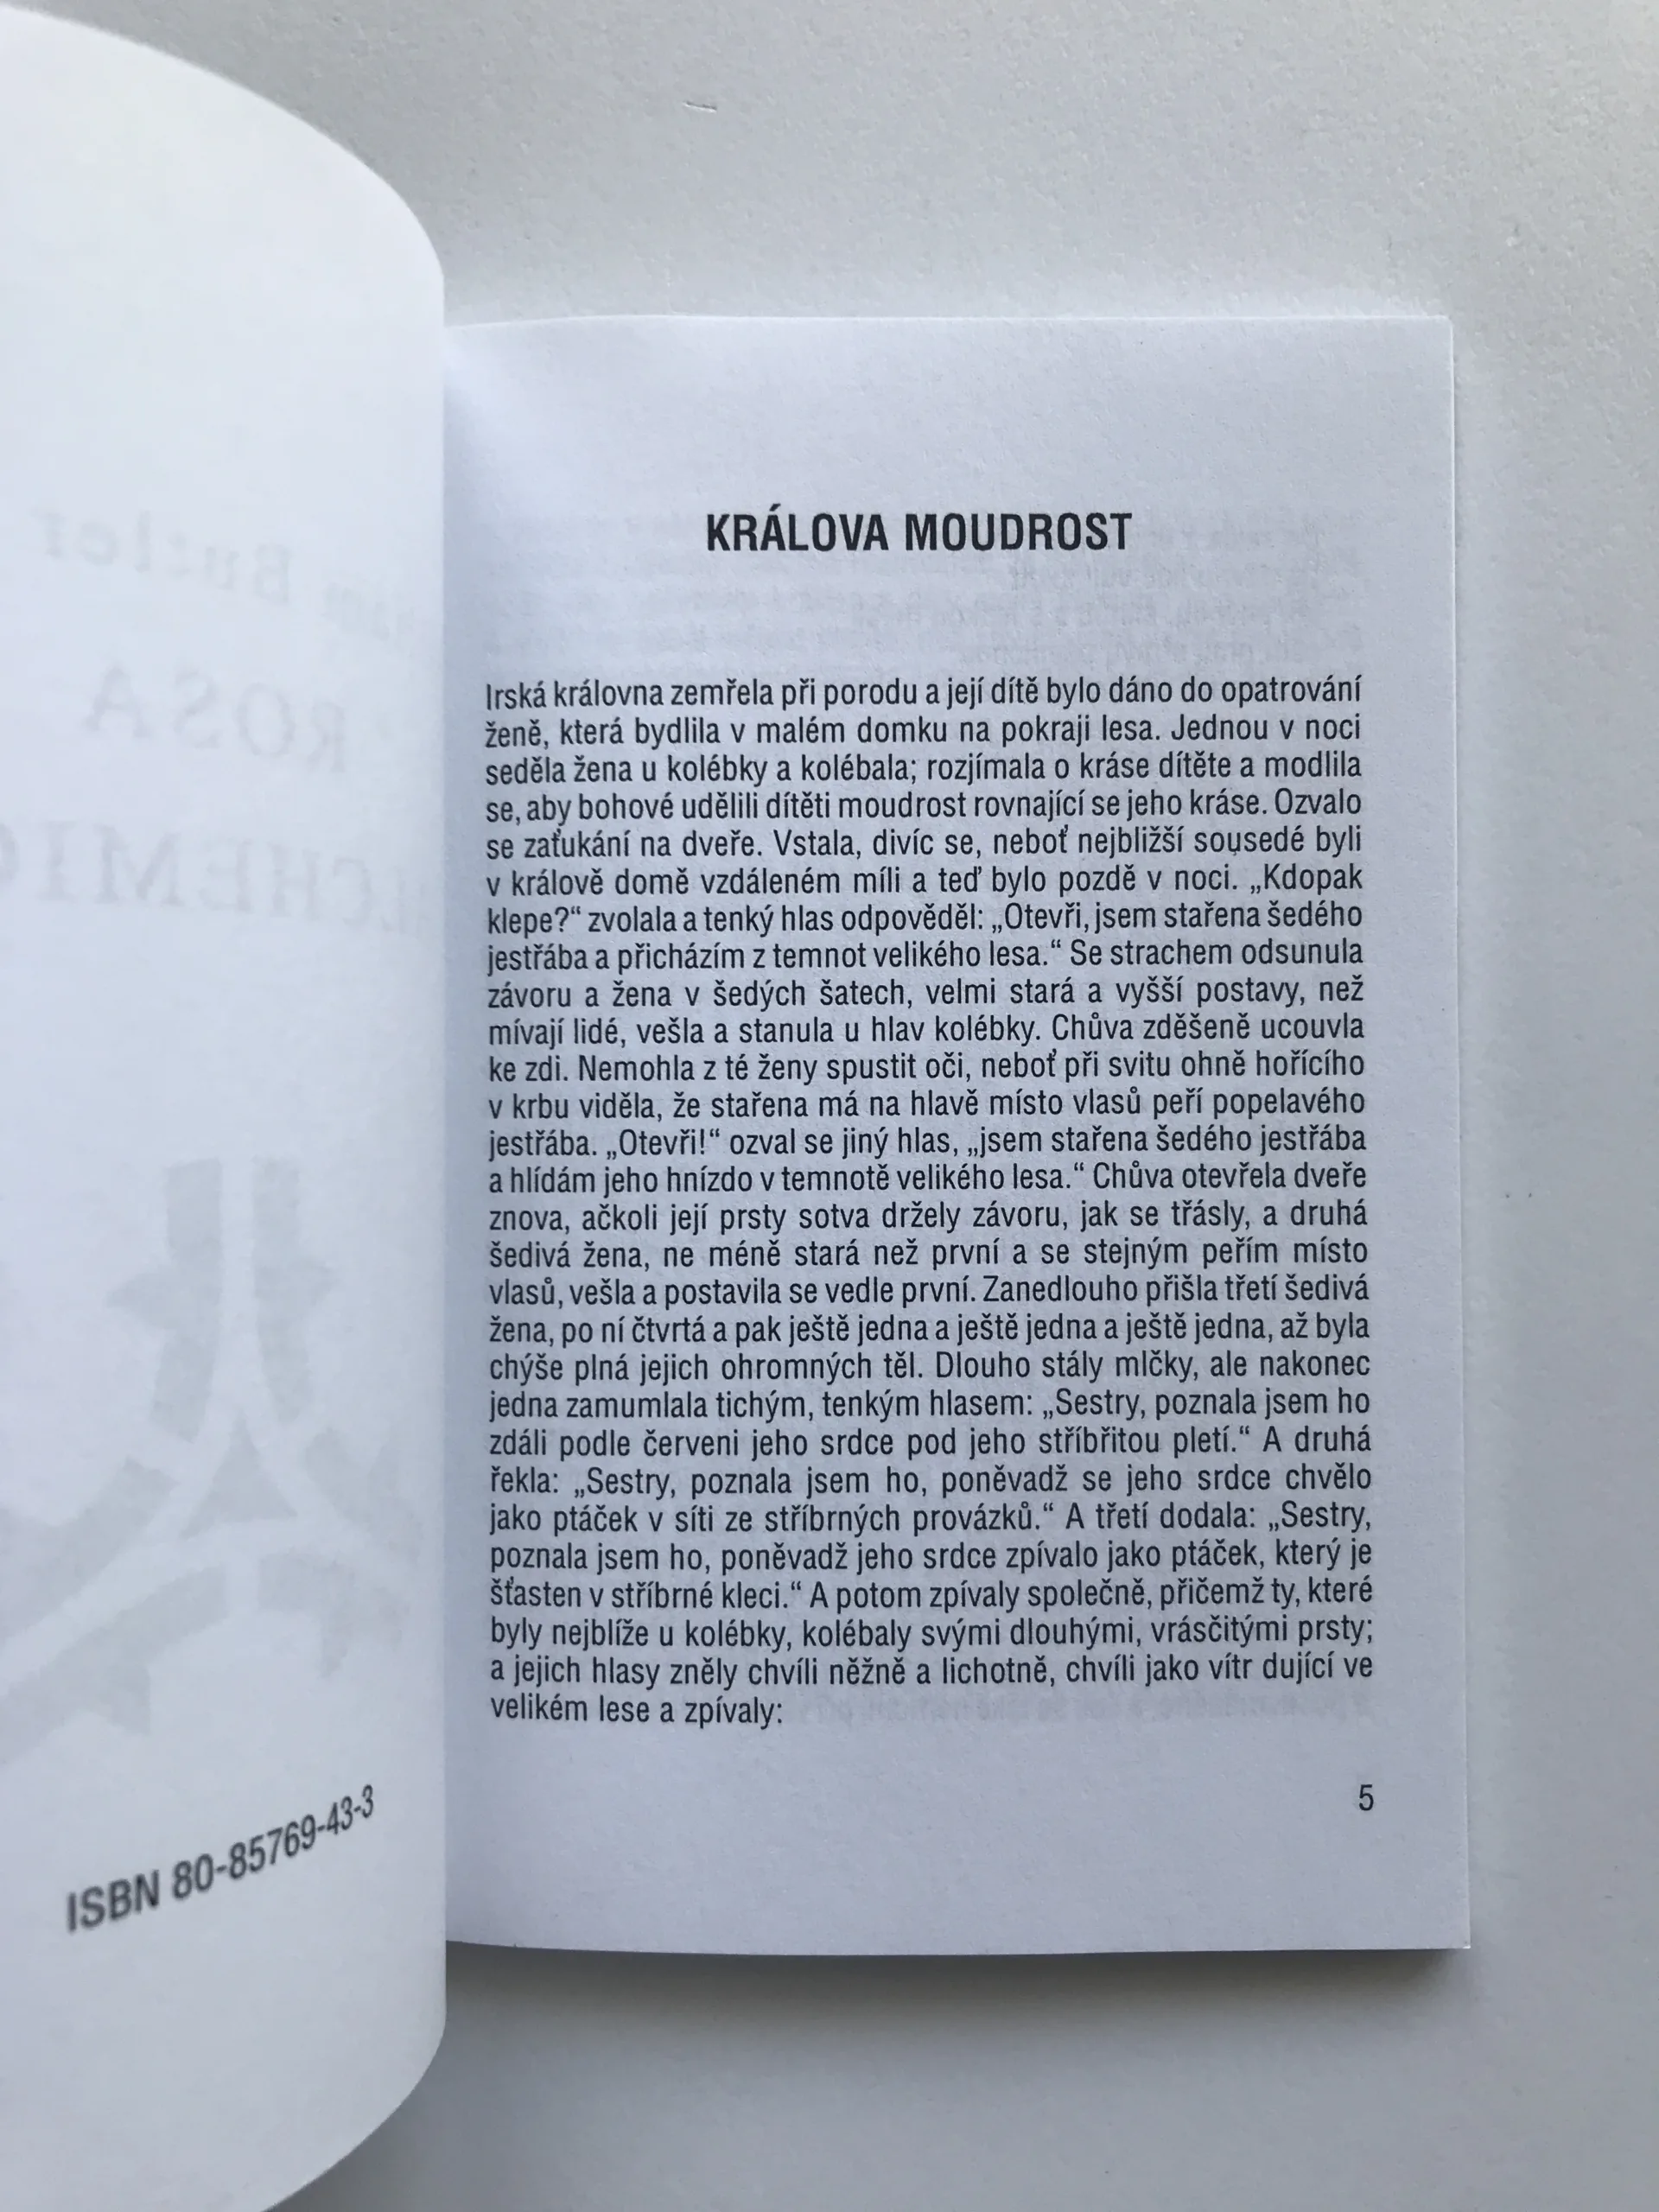 ISBN 80-85769-43-3
KRÁLOVA MOUDROST
Irská královna zemřela při porodu a její dítě bylo dáno do opatrování
ženě, která bydlila v malém domku na pokraji lesa. Jednou v noci
seděla žena u kolébky a kolébala; rozjímala o kráse dítěte a modlila
se, aby bohové udělili dítěti moudrost rovnající se jeho kráse. Ozvalo
se zaťukání na dveře. Vstala, divíc se, neboť nejbližší sousedé byli
v králově domě vzdáleném míli a teď bylo pozdě v noci. „Kdopak
klepe?“ zvolala a tenký hlas odpověděl: „Otevři, jsem stařena šedého
jestřába a přicházím z temnot velikého lesa.“ Se strachem odsunula
závoru a žena v šedých šatech, velmi stará a vyšší postavy, než
mívají lidé, vešla a stanula u hlav kolébky. Chůva zděšeně ucouvla
ke zdi. Nemohla z té ženy spustit oči, neboť při svitu ohně hořícího
v krbu viděla, že stařena má na hlavě místo vlasů peří popelavého
jestřába. „Otevři!“ ozval se jiný hlas, „jsem stařena šedého jestřába
a hlídám jeho hnízdo v temnotě velikého lesa.“ Chůva otevřela dveře
znova, ačkoli její prsty sotva držely závoru, jak se třásly, a druhá
šedivá žena, ne méně stará než první a se stejným peřím místo
vlasů, vešla a postavila se vedle první. Zanedlouho přišla třetí šedivá
žena, po ní čtvrtá a pak ještě jedna a ještě jedna a ještě jedna, až byla
chýše plná jejich ohromných těl. Dlouho stály mlčky, ale nakonec
jedna zamumlala tichým, tenkým hlasem: „Sestry, poznala jsem ho
zdáli podle červeni jeho srdce pod jeho stříbřitou pletí.“ A druhá
řekla: „Sestry, poznala jsem ho, poněvadž se jeho srdce chvělo
jako ptáček v síti ze stříbrných provázků.“ A třetí dodala: „Sestry,
poznala jsem ho, poněvadž jeho srdce zpívalo jako ptáček, který je
šťasten v stříbrné kleci.“ A potom zpívaly společně, přičemž ty, které
byly nejblíže u kolébky, kolébaly svými dlouhými, vrásčitými prsty;
a jejich hlasy zněly chvíli něžně a lichotně, chvíli jako vítr dující ve
velikém lese a zpívaly:
5